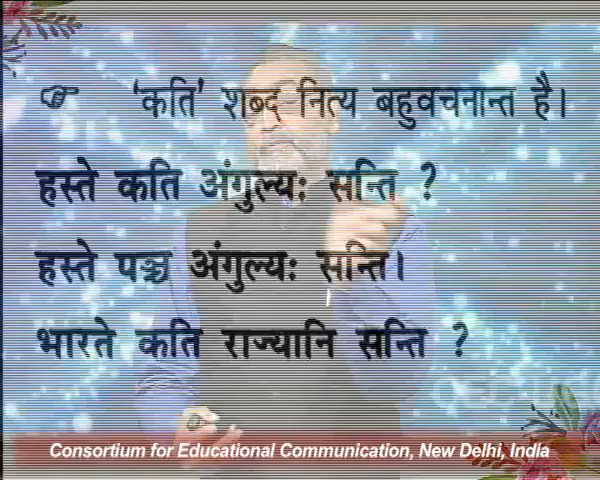 ☞ ‘कति’ शब्द नित्य बहुवचनान्त है।
हस्ते कति अंगुल्यः सन्ति ?
हस्ते पञ्च अंगुल्यः सन्ति।
भारते कति राज्यानि सन्ति ?
Consortium for Educational Communication, New Delhi, India